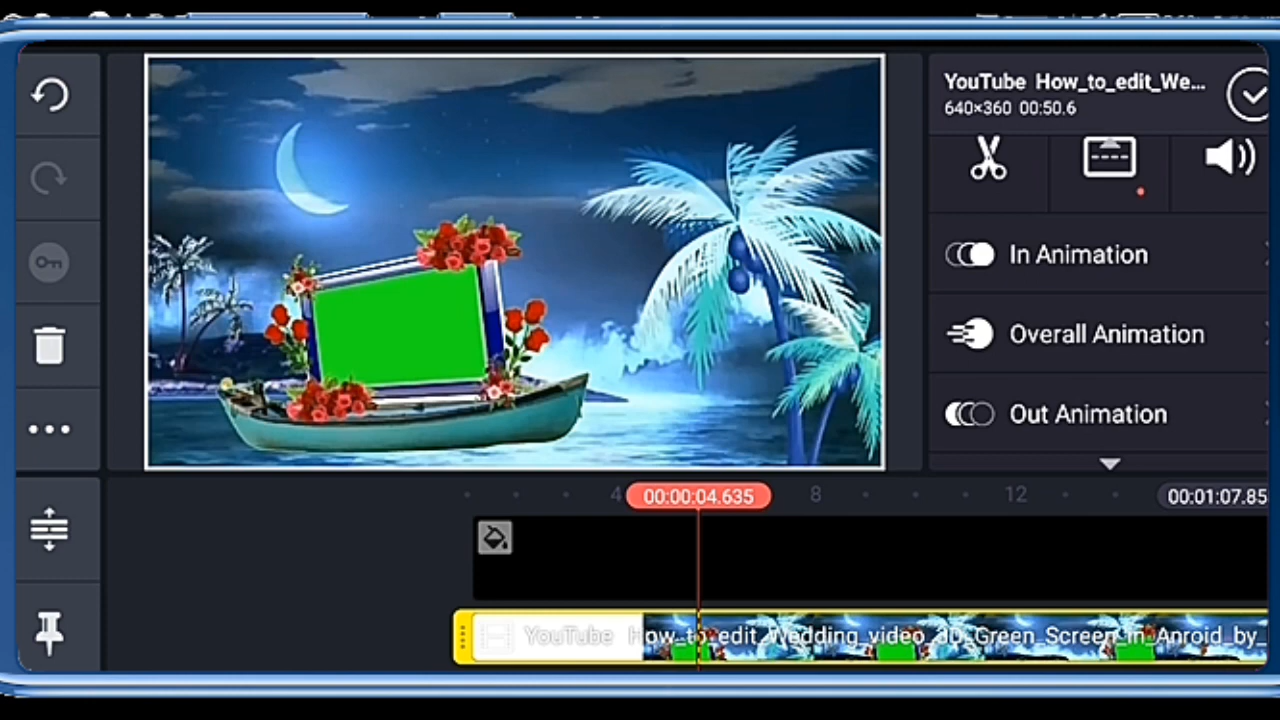 YouTube How_to_edit_We...
640×360 00:50.6
In Animation
Overall Animation
Out Animation
4
00:00:04.635
8
12
00:01:07.85
YouTube How_to_edit_Wedding_video_3D_Green_Screen_in_Anroid_by_